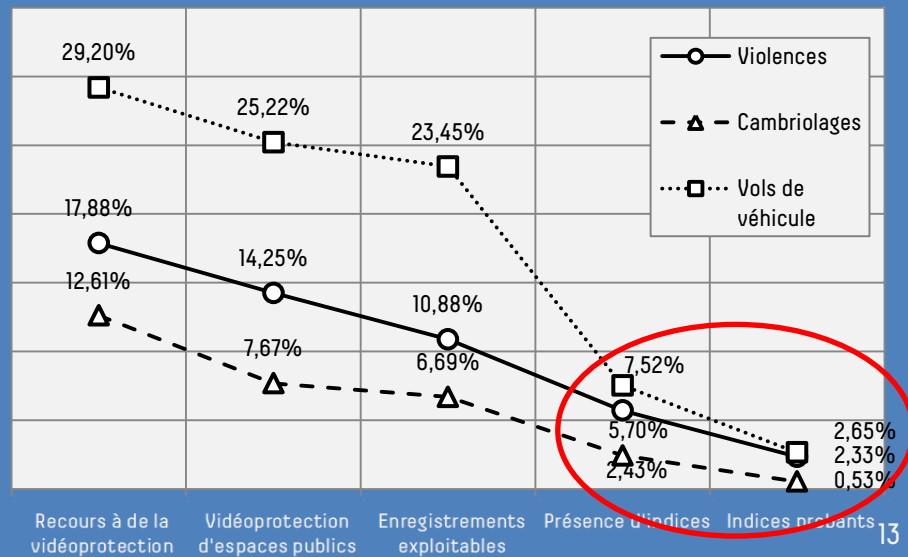 29,20%
25,22%
23,45%
Violences
Cambriolages
Vols de
véhicule
17,88%
14,25%
10,88%
12,61%
7,67%
6,69%
7,52%
5,70%
2,43%
2,65%
2,33%
0,53%
Recours à de la
vidéoprotection
Vidéoprotection
d'espaces publics
Enregistrements
exploitables
Présence d'indices
Indices probants
13